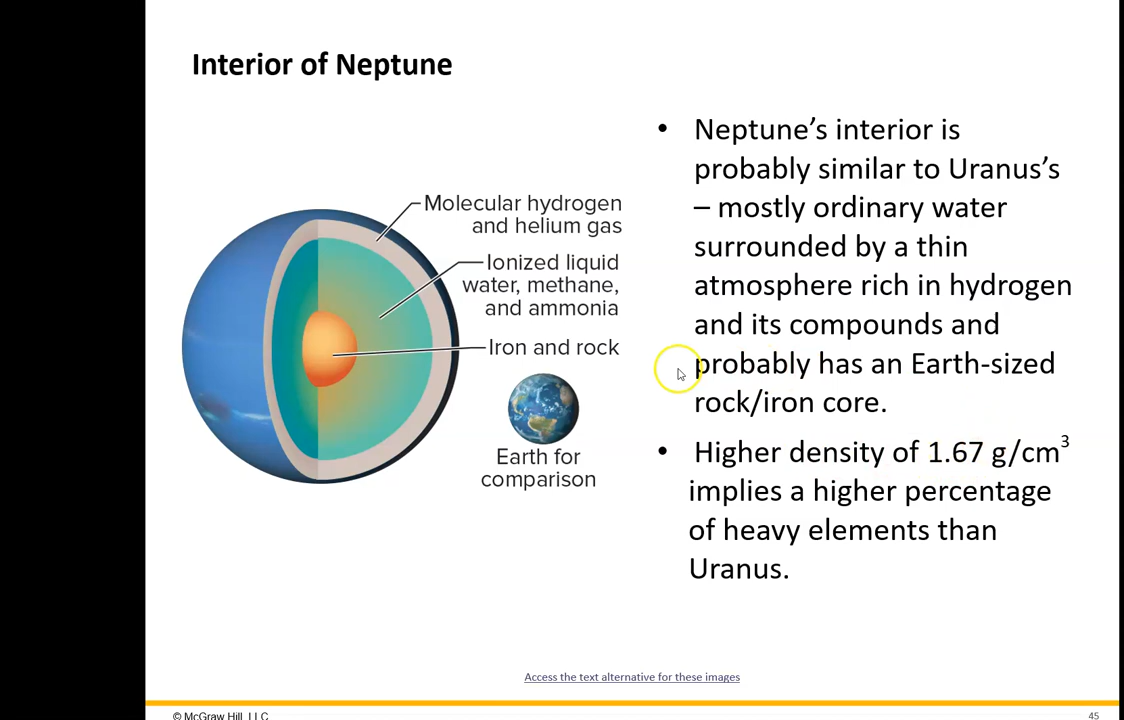 Interior of Neptune
Molecular hydrogen
and helium gas
Ionized liquid
water, methane,
and ammonia
Iron and rock
Earth for
comparison
• Neptune’s interior is
probably similar to Uranus’s
– mostly ordinary water
surrounded by a thin
atmosphere rich in hydrogen
and its compounds and
probably has an Earth-sized
rock/iron core.
• Higher density of 1.67 g/cm³
implies a higher percentage
of heavy elements than
Uranus.
Access the text alternative for these images
© McGraw Hill, LLC
45